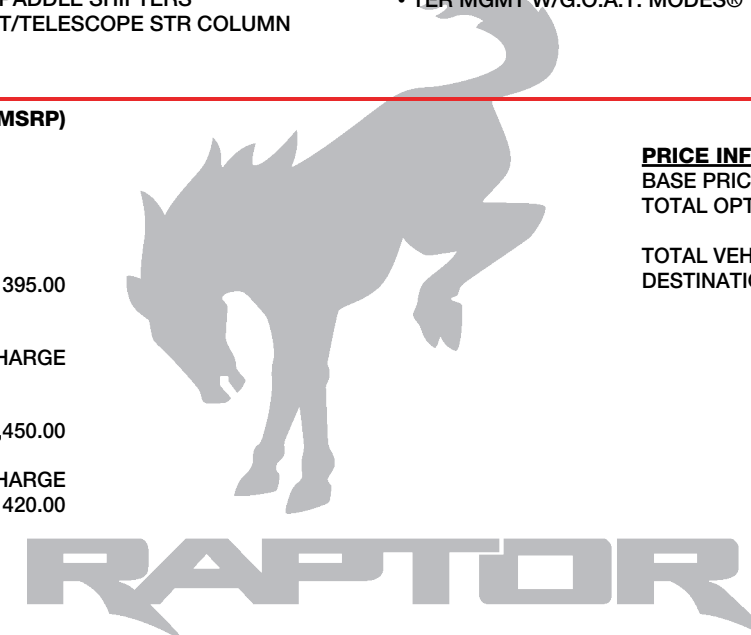 PADDLE SHIFTERS
T/TELESCOPE STR COLUMN
• TER MGMT W/G.O.A.T. MODES®
MSRP)
395.00
HARGE
,450.00
HARGE
420.00
PRICE INF
BASE PRIC
TOTAL OPT
TOTAL VEH
DESTINATIO
RAPTOR